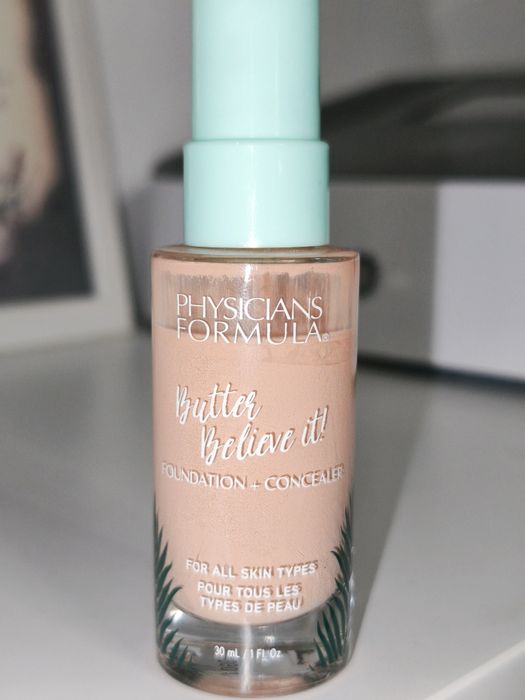 PHYSICIANS
FORMULA®
Butter
Believe it!
FOUNDATION + CONCEALER
FOR ALL SKIN TYPES
POUR TOUS LES
TYPES DE PEAU
30 mL / 1 FL Oz